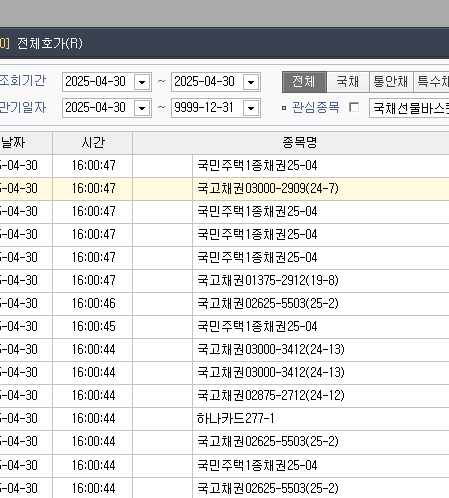 0] 전체호가(R)
조회기간 2025-04-30 ~ 2025-04-30 전체 국채 통안채 특수채
만기일자 2025-04-30 ~ 9999-12-31 관심종목 국채선물바스켓
날짜 시간 종목명
5-04-30 16:00:47 국민주택1종채권25-04
5-04-30 16:00:47 국고채권03000-2909(24-7)
5-04-30 16:00:47 국민주택1종채권25-04
5-04-30 16:00:47 국민주택1종채권25-04
5-04-30 16:00:47 국민주택1종채권25-04
5-04-30 16:00:47 국고채권01375-2912(19-8)
5-04-30 16:00:46 국고채권02625-5503(25-2)
5-04-30 16:00:45 국민주택1종채권25-04
5-04-30 16:00:44 국고채권03000-3412(24-13)
5-04-30 16:00:44 국고채권03000-3412(24-13)
5-04-30 16:00:44 국고채권02875-2712(24-12)
5-04-30 16:00:44 하나카드277-1
5-04-30 16:00:44 국고채권02625-5503(25-2)
5-04-30 16:00:44 국민주택1종채권25-04
5-04-30 16:00:44 국고채권02625-5503(25-2)